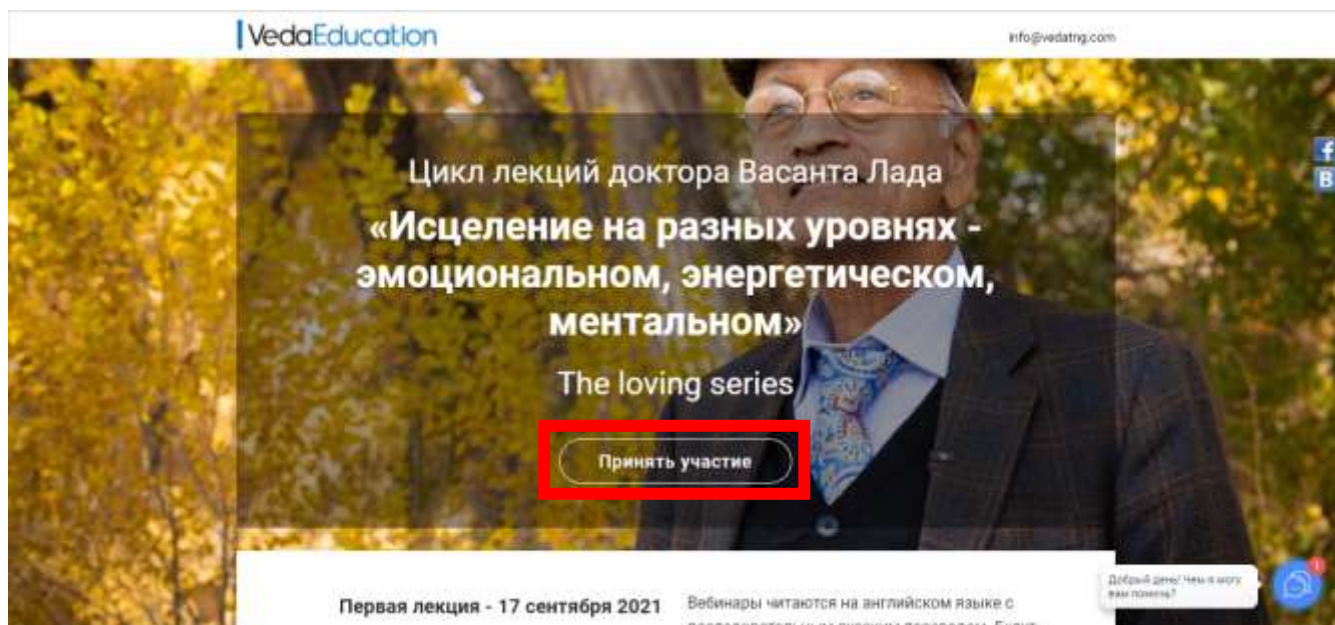 VedaEducation
info@vedatng.com
Цикл лекций доктора Васанта Лада
«Исцеление на разных уровнях -
эмоциональном, энергетическом,
ментальном»
The loving series
Принять участие
f
B
Первая лекция - 17 сентября 2021
Вебинары читаются на английском языке с
Добрый день! Чем я могу
вам помочь?
1